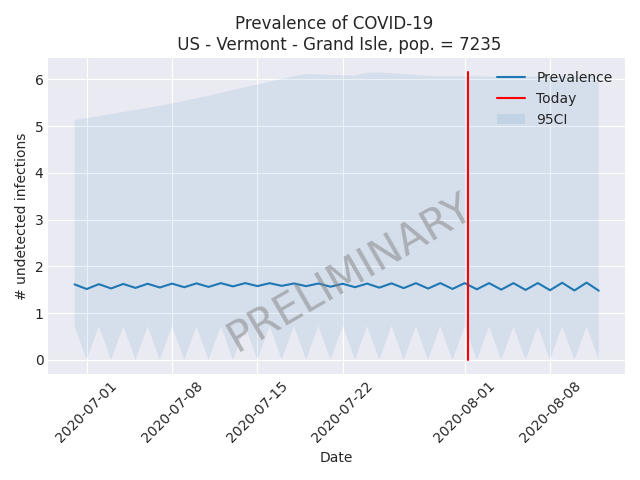 Prevalence of COVID-19
US - Vermont - Grand Isle, pop. = 7235
# undetected infections
6
5
4
3
2
1
0
Prevalence
Today
95CI
PRELIMINARY
2020-07-01
2020-07-08
2020-07-15
2020-07-22
2020-08-01
2020-08-08
Date